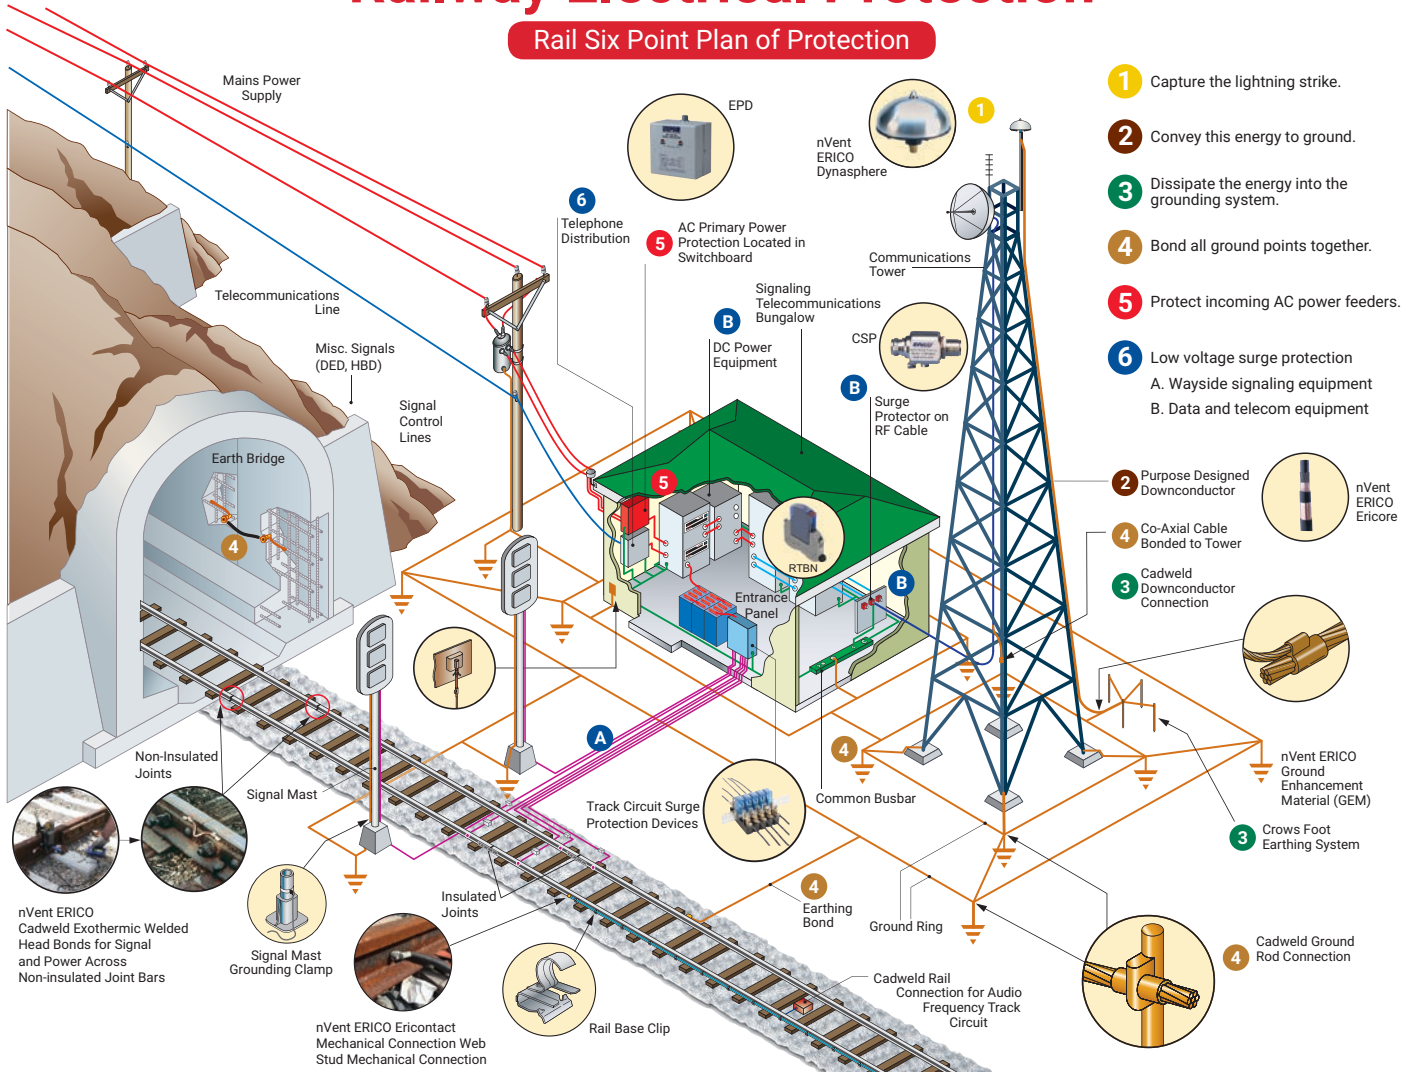 Railway Electrical Protection
Rail Six Point Plan of Protection
1 Capture the lightning strike.
2 Convey this energy to ground.
3 Dissipate the energy into the
grounding system.
4 Bond all ground points together.
5 Protect incoming AC power feeders.
6 Low voltage surge protection
A. Wayside signaling equipment
B. Data and telecom equipment
Mains Power
Supply
EPD
nVent
ERICO
Dynasphere
1
6
Telephone
Distribution
5
AC Primary Power
Protection Located in
Switchboard
Communications
Tower
Telecommunications
Line
Signaling
Telecommunications
Bungalow
B
DC Power
Equipment
CSP
Misc. Signals
(DED, HBD)
Signal
Control
Lines
B
Surge
Protector on
RF Cable
Earth Bridge
4
5
RTBN
B
Entrance
Panel
2 Purpose Designed
Downconductor
nVent
ERICO
Ericore
4 Co-Axial Cable
Bonded to Tower
3 Cadweld
Downconductor
Connection
A
4
Non-Insulated
Joints
Signal Mast
Track Circuit Surge
Protection Devices
Common Busbar
nVent ERICO
Ground
Enhancement
Material (GEM)
3 Crows Foot
Earthing System
Insulated
Joints
4
Earthing
Bond
Ground Ring
nVent ERICO
Cadweld Exothermic Welded
Head Bonds for Signal
and Power Across
Non-insulated Joint Bars
Signal Mast
Grounding Clamp
4 Cadweld Ground
Rod Connection
Cadweld Rail
Connection for Audio
Frequency Track
Circuit
nVent ERICO Ericontact
Mechanical Connection Web
Stud Mechanical Connection
Rail Base Clip